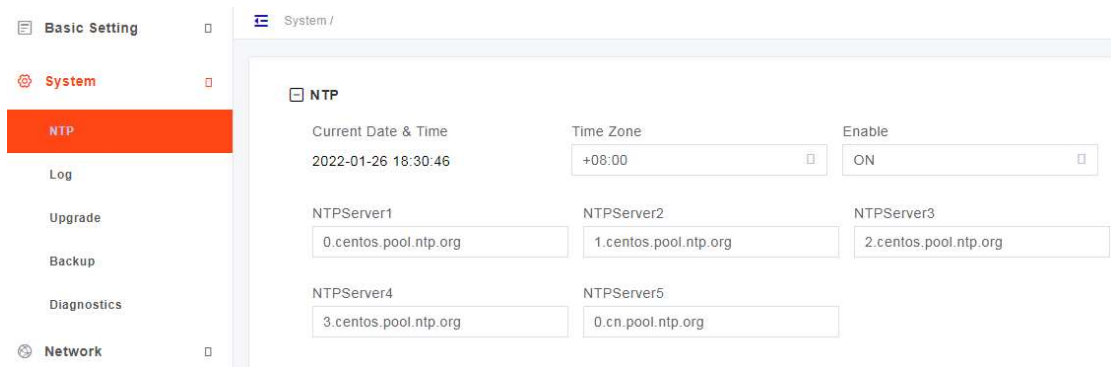 Basic Setting
System
NTP
Log
Upgrade
Backup
Diagnostics
Network
System /
NTP
Current Date & Time Time Zone Enable
2022-01-26 18:30:46 +08:00 ON
NTPServer1 NTPServer2 NTPServer3
0.centos.pool.ntp.org 1.centos.pool.ntp.org 2.centos.pool.ntp.org
NTPServer4 NTPServer5
3.centos.pool.ntp.org 0.cn.pool.ntp.org